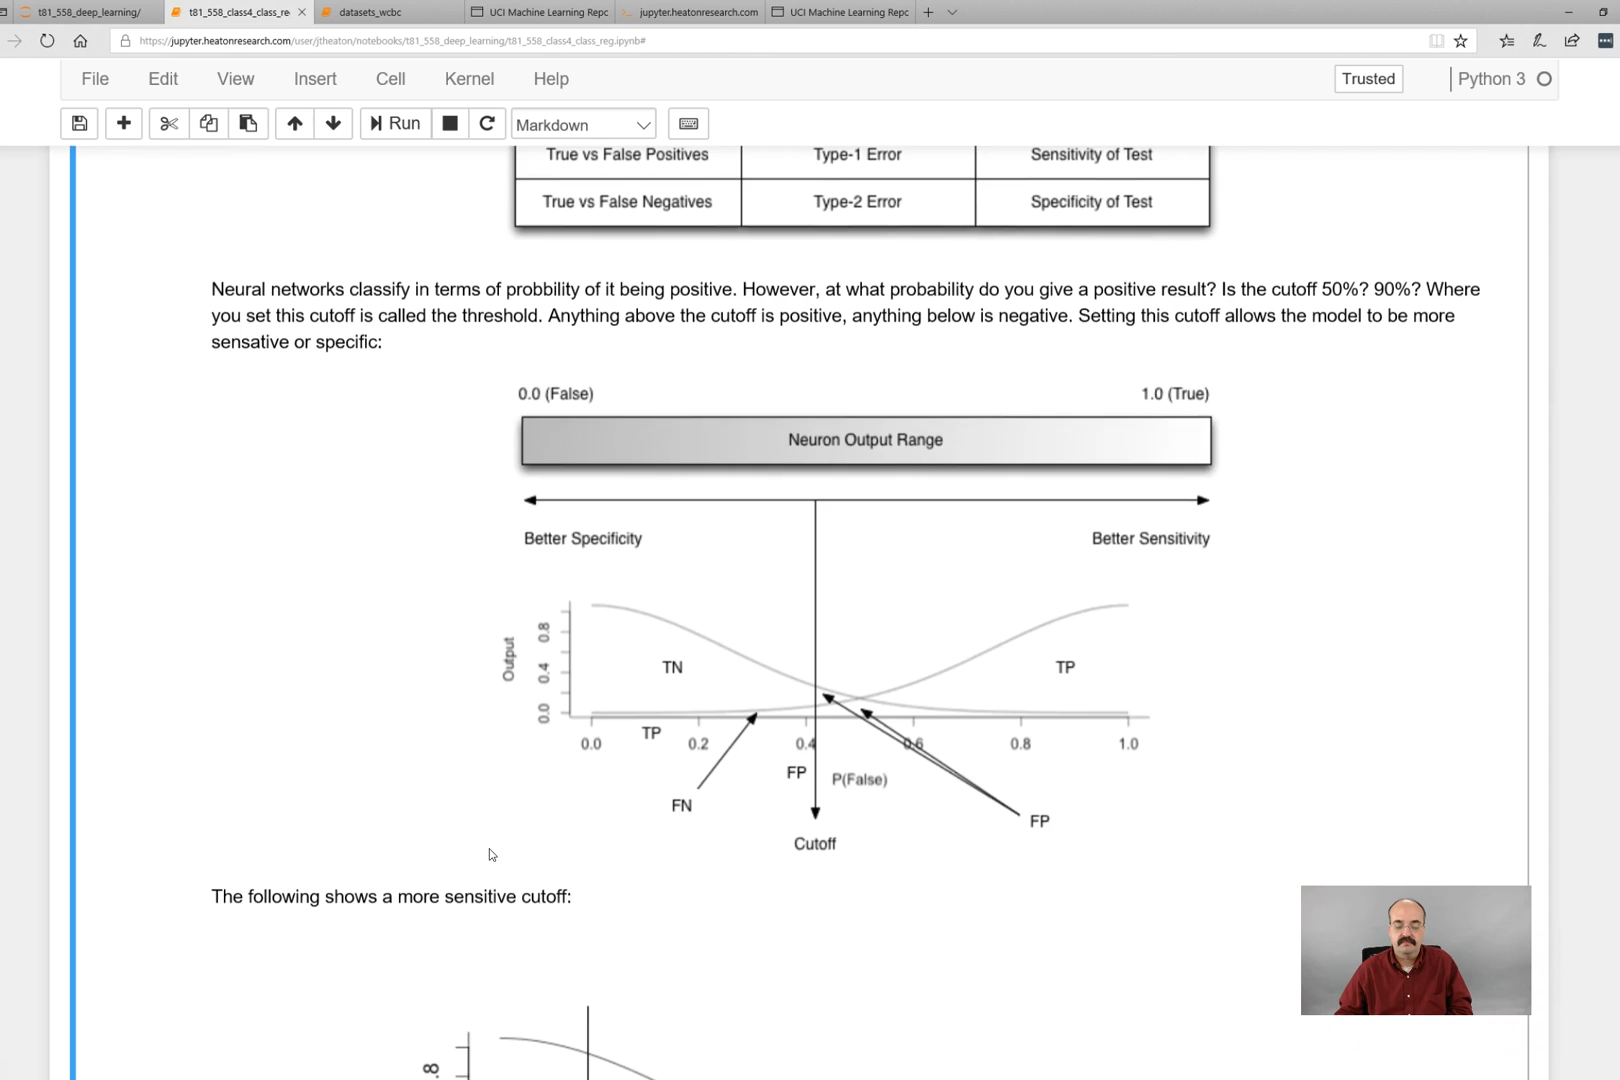 t81_558_deep_learning/
t81_558_class4_class_re
datasets_wcbc
UCI Machine Learning Repc
jupyter.heatonresearch.com
UCI Machine Learning Repc
https://jupyter.heatonresearch.com/user/jtheaton/notebooks/t81_558_deep_learning/t81_558_class4_class_reg.ipynb#
File Edit View Insert Cell Kernel Help Trusted Python 3
Run Markdown
True vs False Positives Type-1 Error Sensitivity of Test
True vs False Negatives Type-2 Error Specificity of Test
Neural networks classify in terms of probbility of it being positive. However, at what probability do you give a positive result? Is the cutoff 50%? 90%? Where
you set this cutoff is called the threshold. Anything above the cutoff is positive, anything below is negative. Setting this cutoff allows the model to be more
sensative or specific:
0.0 (False) 1.0 (True)
Neuron Output Range
Better Specificity Better Sensitivity
Output
0.8
0.4
0.0
TN TP
TP
0.0 0.2 0.4 0.6 0.8 1.0
FP P(False)
FN FP
Cutoff
The following shows a more sensitive cutoff:
.8